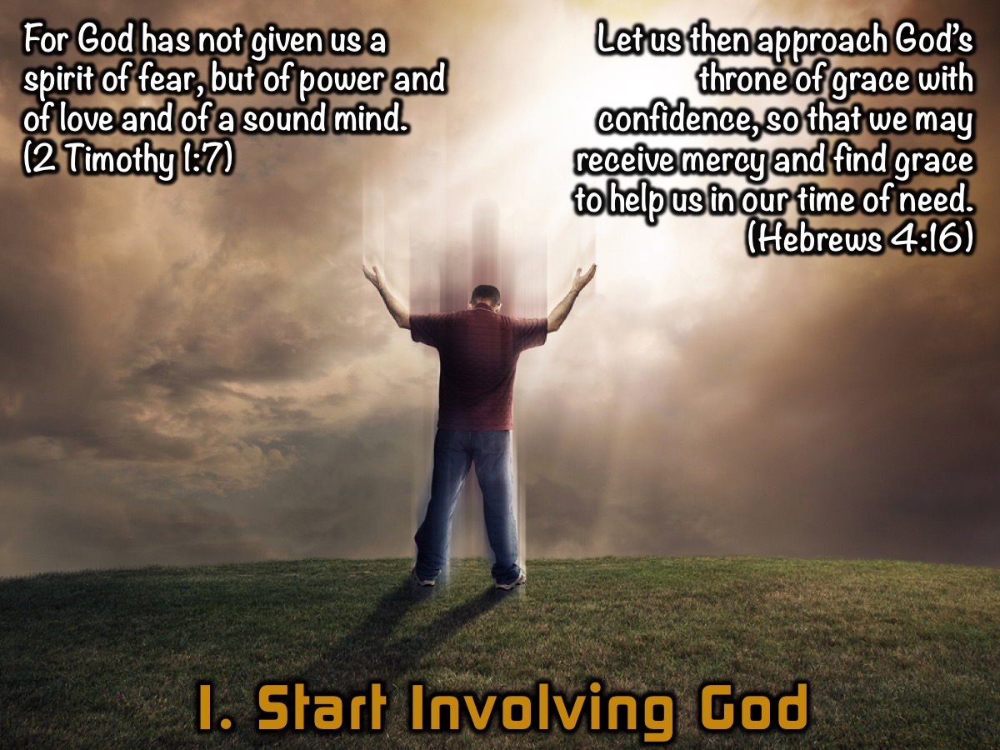 For God has not given us a
spirit of fear, but of power and
of love and of a sound mind.
(2 Timothy 1:7)
Let us then approach God’s
throne of grace with
confidence, so that we may
receive mercy and find grace
to help us in our time of need.
(Hebrews 4:16)
1. Start Involving God